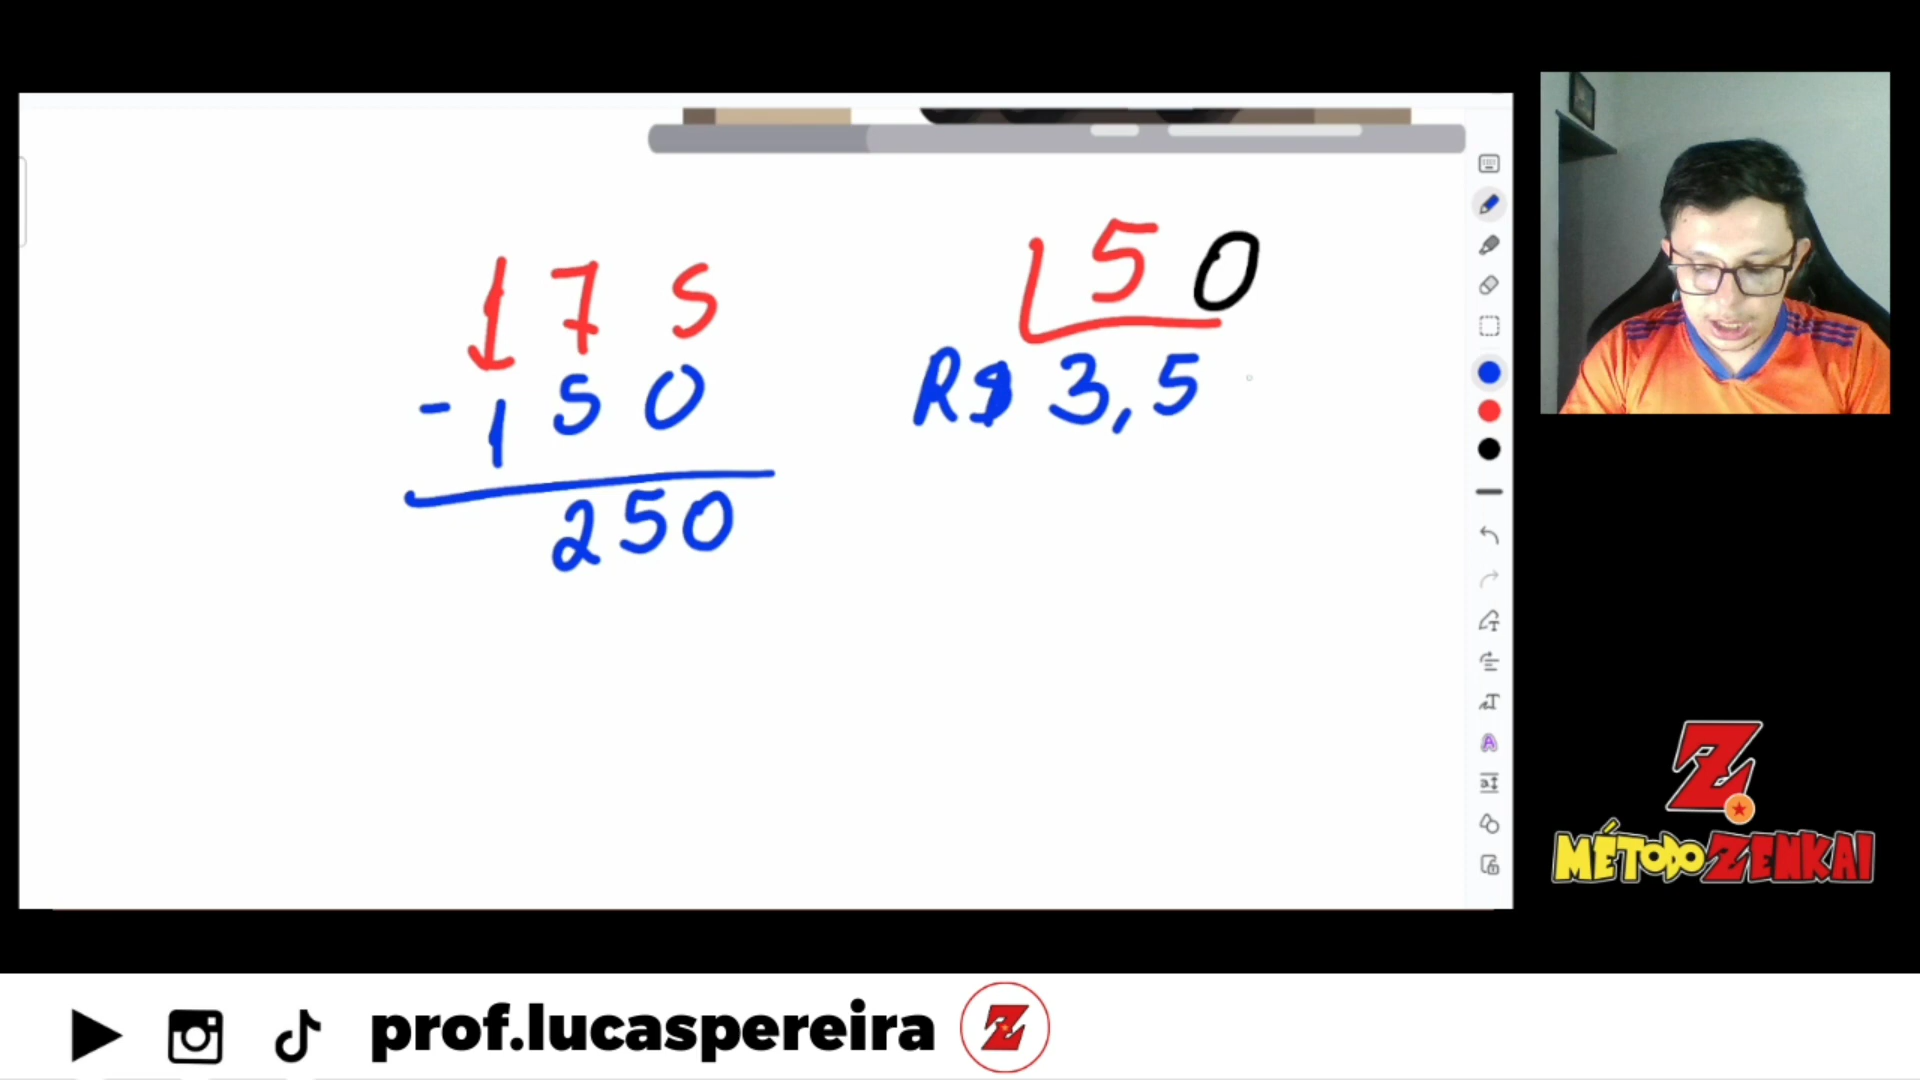 175 50
- 150 R$ 3,5
250
Z
MÉTODO ZENKAI
prof.lucaspereira Z